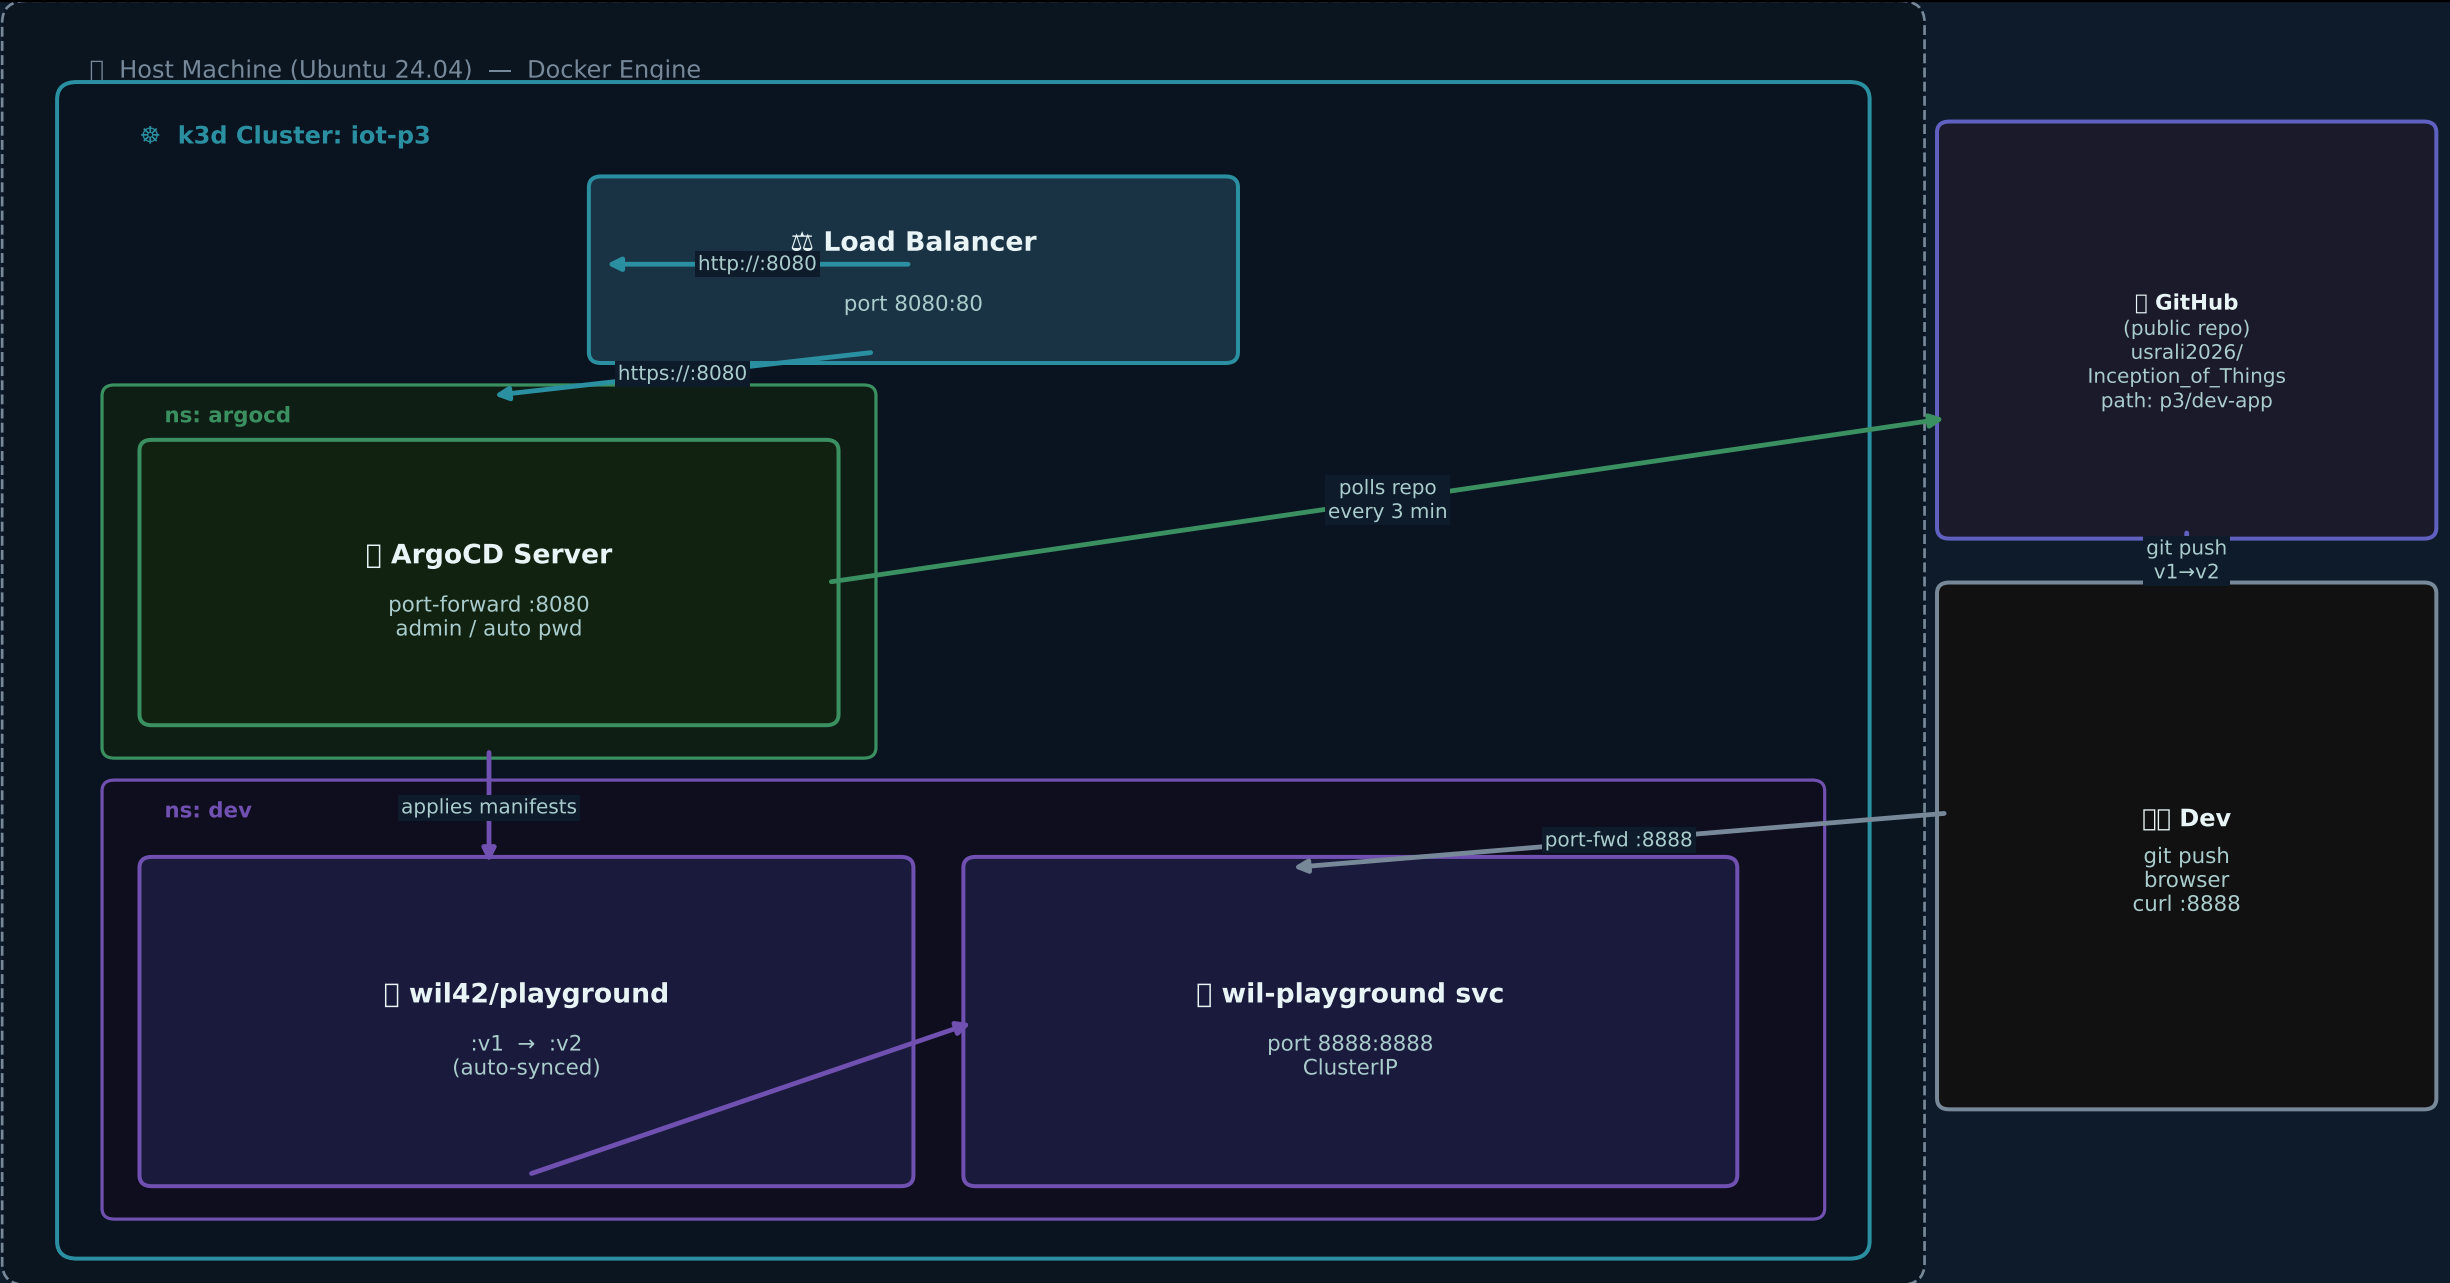 Host Machine (Ubuntu 24.04) — Docker Engine
☸ k3d Cluster: iot-p3
⚖ Load Balancer
http://:8080
port 8080:80
https://:8080
ns: argocd
ArgoCD Server
port-forward :8080
admin / auto pwd
polls repo
every 3 min
GitHub
(public repo)
usrali2026/
Inception_of_Things
path: p3/dev-app
git push
v1→v2
applies manifests
ns: dev
port-fwd :8888
Dev
git push
browser
curl :8888
wil42/playground
:v1 → :v2
(auto-synced)
wil-playground svc
port 8888:8888
ClusterIP